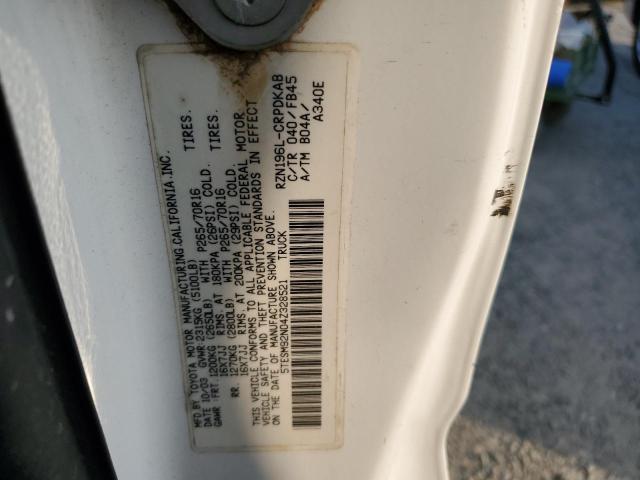 MFD BY TOYOTA MOTOR MANUFACTURING, CALIFORNIA, INC.
DATE 10/03 GVWR: 2315KG (5100LB)
GAWR : FRT. 1200KG (2650LB) WITH P265/70R16 TIRES.
16X7JJ RIMS. AT 180KPA (26PSI) COLD.
RR. 1270KG (2800LB) WITH P265/70R16 TIRES.
16X7JJ RIMS. AT 200KPA (29PSI) COLD.
THIS VEHICLE CONFORMS TO ALL APPLICABLE FEDERAL MOTOR
VEHICLE SAFETY AND THEFT PREVENTION STANDARDS IN EFFECT
ON THE DATE OF MANUFACTURE SHOWN ABOVE.
5TESM92N04Z328521 TRUCK
RZN196L-CRPDKAB
C/TR 040/FB45
A/TM B04A/
A340E